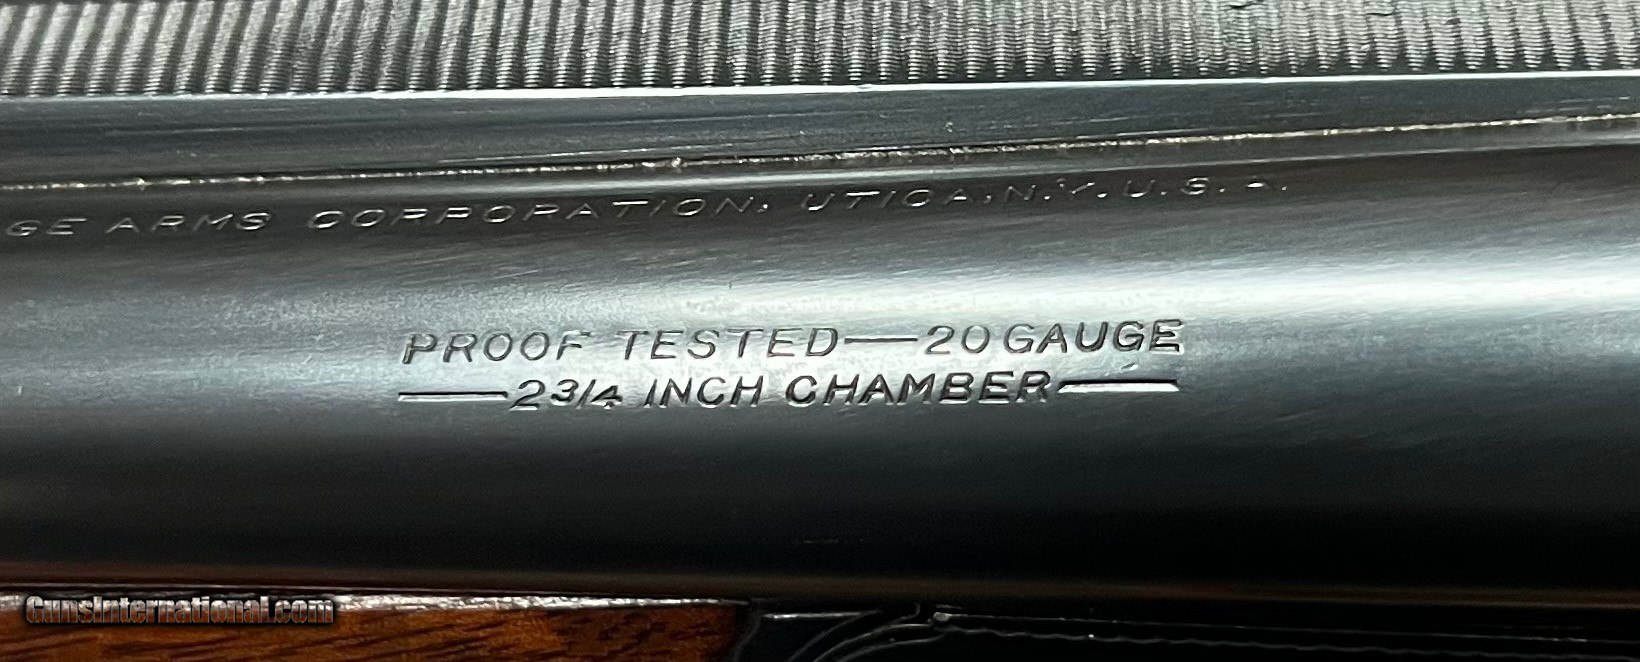 GE ARMS CORPORATION, UTICA, N.Y. U.S.A.
PROOF TESTED—20 GAUGE
—2 3/4 INCH CHAMBER—
GunsInternational.com